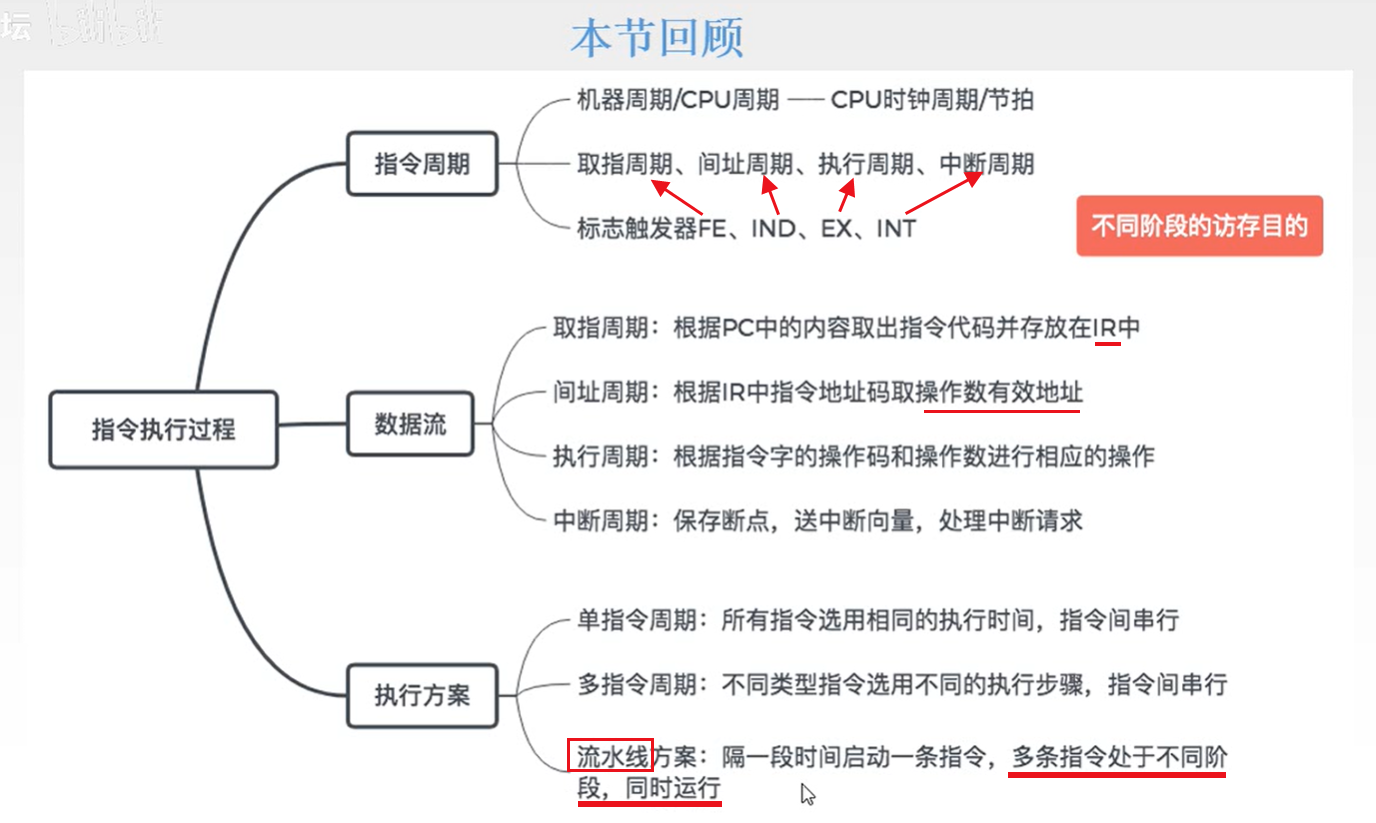 坛 bilibili
本节回顾
机器周期/CPU周期 —— CPU时钟周期/节拍
指令周期
取指周期、间址周期、执行周期、中断周期
标志触发器FE、IND、EX、INT
不同阶段的访存目的
取指周期：根据PC中的内容取出指令代码并存放在IR中
间址周期：根据IR中指令地址码取操作数有效地址
指令执行过程
数据流
执行周期：根据指令字的操作码和操作数进行相应的操作
中断周期：保存断点，送中断向量，处理中断请求
单指令周期：所有指令选用相同的执行时间，指令间串行
执行方案
多指令周期：不同类型指令选用不同的执行步骤，指令间串行
流水线方案：隔一段时间启动一条指令，多条指令处于不同阶
段，同时运行